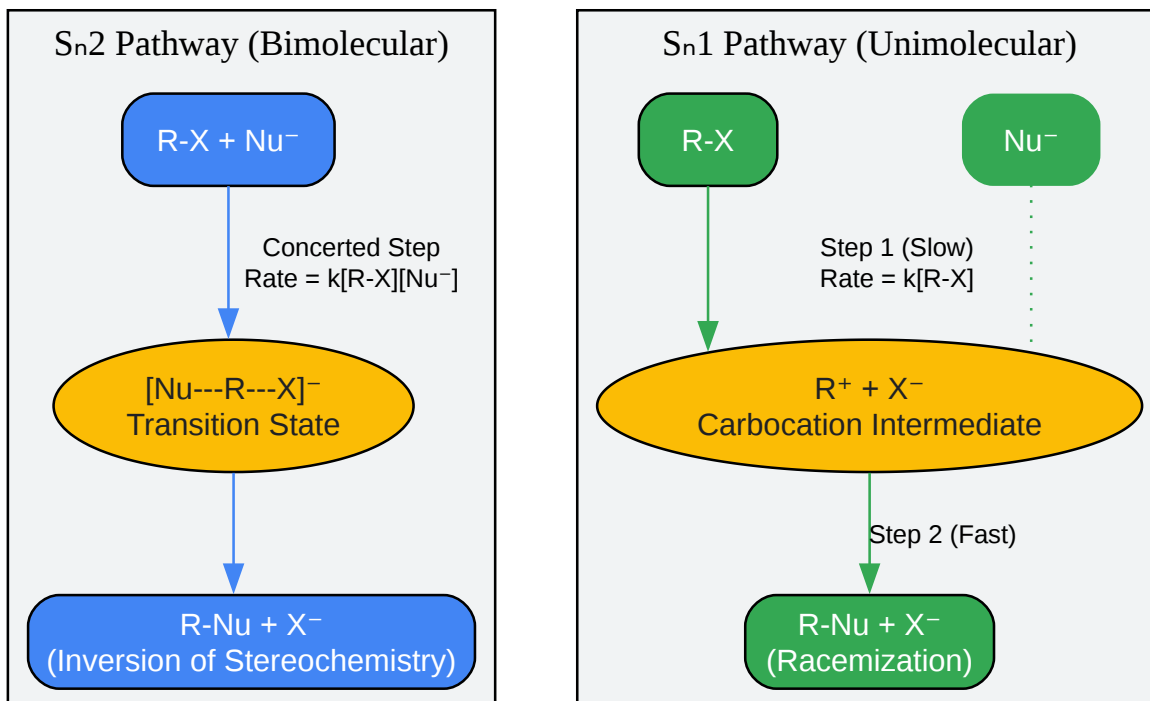 Sₙ2 Pathway (Bimolecular)
R-X + Nu⁻
Concerted Step
Rate = k[R-X][Nu⁻]
[Nu---R---X]⁻
Transition State
R-Nu + X⁻
(Inversion of Stereochemistry)
Sₙ1 Pathway (Unimolecular)
R-X
Nu⁻
Step 1 (Slow)
Rate = k[R-X]
R⁺ + X⁻
Carbocation Intermediate
Step 2 (Fast)
R-Nu + X⁻
(Racemization)